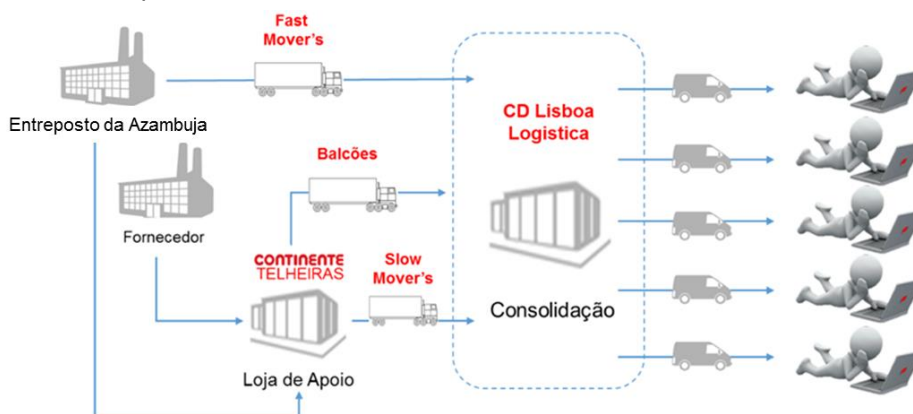 Fast
Mover's
Entreposto da Azambuja
CD Lisboa
Logistica
Balcões
Fornecedor
CONTINENTE
TELHEIRAS
Slow
Mover's
Consolidação
Loja de Apoio